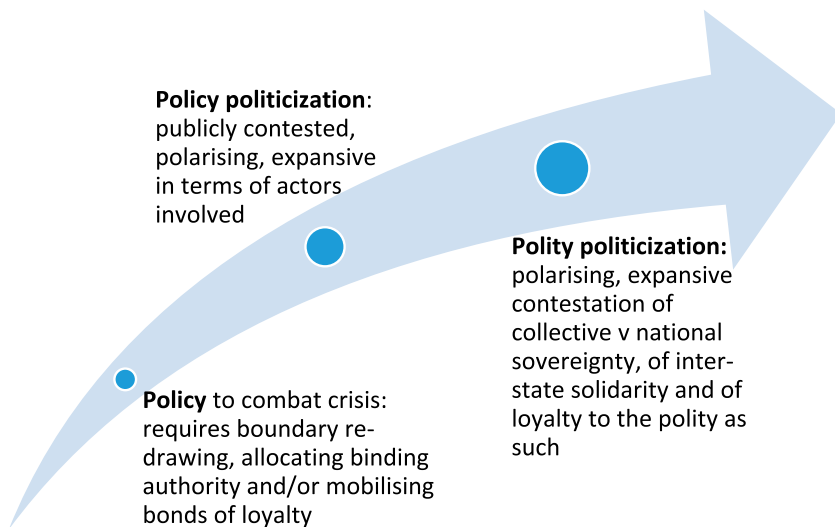 Policy politicization:
publicly contested,
polarising, expansive
in terms of actors
involved
Polity politicization:
polarising, expansive
contestation of
collective v national
sovereignty, of inter-
state solidarity and of
loyalty to the polity as
such
Policy to combat crisis:
requires boundary re-
drawing, allocating binding
authority and/or mobilising
bonds of loyalty